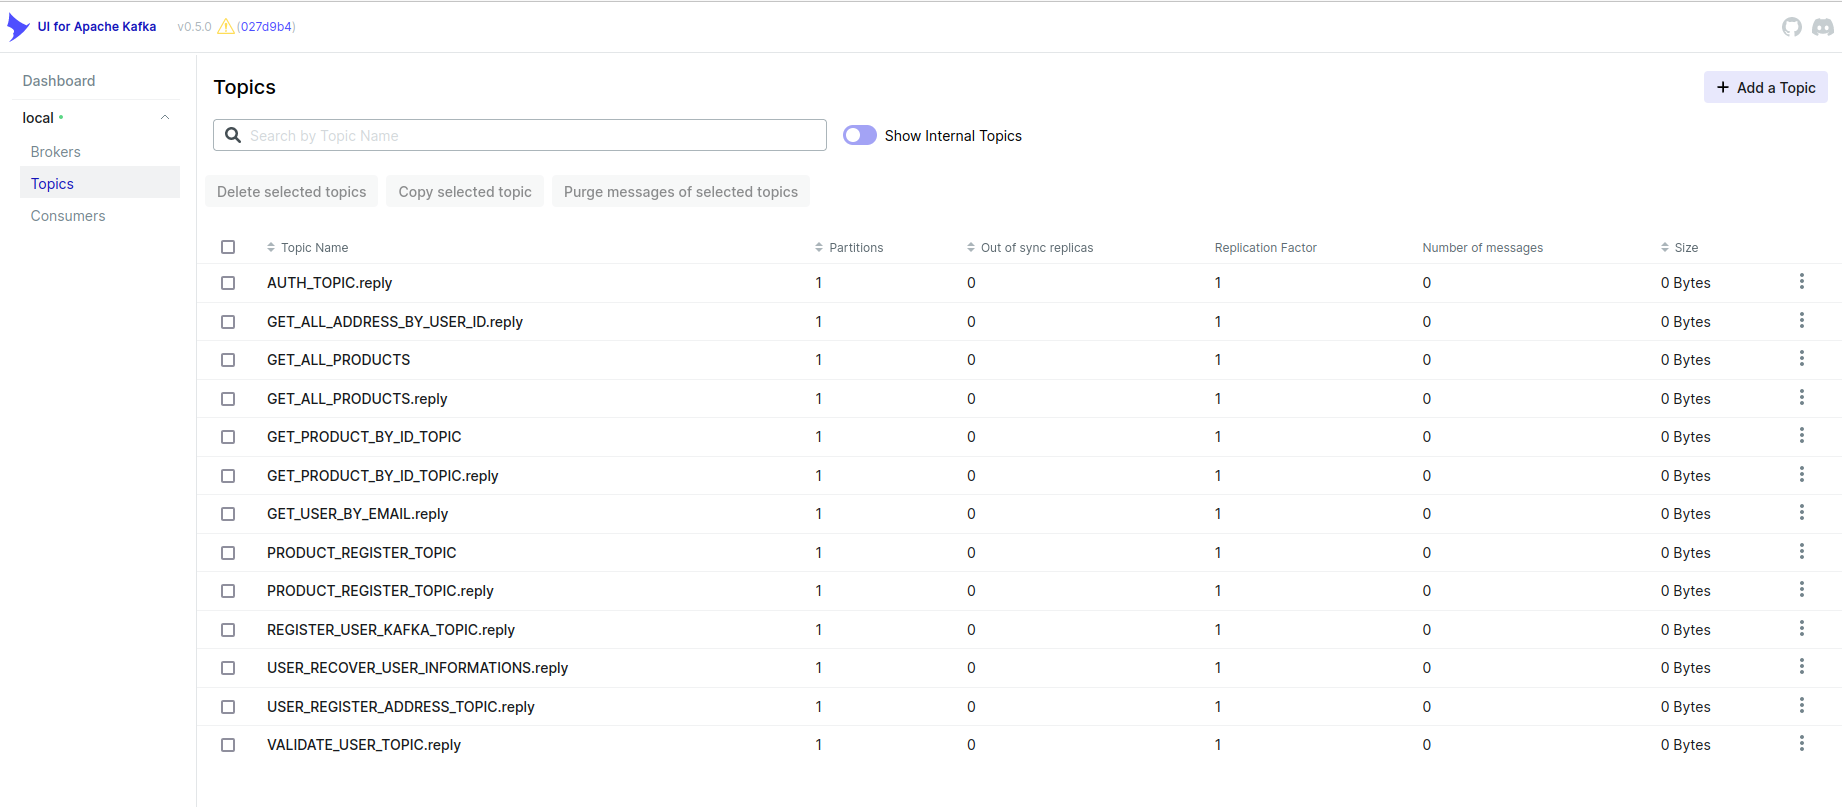 UI for Apache Kafka v0.5.0 (027d9b4)
Dashboard
local
Brokers
Topics
Consumers
Topics
Add a Topic
Search by Topic Name
Show Internal Topics
Delete selected topics Copy selected topic Purge messages of selected topics
Topic Name Partitions Out of sync replicas Replication Factor Number of messages Size
AUTH_TOPIC.reply 1 0 1 0 0 Bytes
GET_ALL_ADDRESS_BY_USER_ID.reply 1 0 1 0 0 Bytes
GET_ALL_PRODUCTS 1 0 1 0 0 Bytes
GET_ALL_PRODUCTS.reply 1 0 1 0 0 Bytes
GET_PRODUCT_BY_ID_TOPIC 1 0 1 0 0 Bytes
GET_PRODUCT_BY_ID_TOPIC.reply 1 0 1 0 0 Bytes
GET_USER_BY_EMAIL.reply 1 0 1 0 0 Bytes
PRODUCT_REGISTER_TOPIC 1 0 1 0 0 Bytes
PRODUCT_REGISTER_TOPIC.reply 1 0 1 0 0 Bytes
REGISTER_USER_KAFKA_TOPIC.reply 1 0 1 0 0 Bytes
USER_RECOVER_USER_INFORMATIONS.reply 1 0 1 0 0 Bytes
USER_REGISTER_ADDRESS_TOPIC.reply 1 0 1 0 0 Bytes
VALIDATE_USER_TOPIC.reply 1 0 1 0 0 Bytes